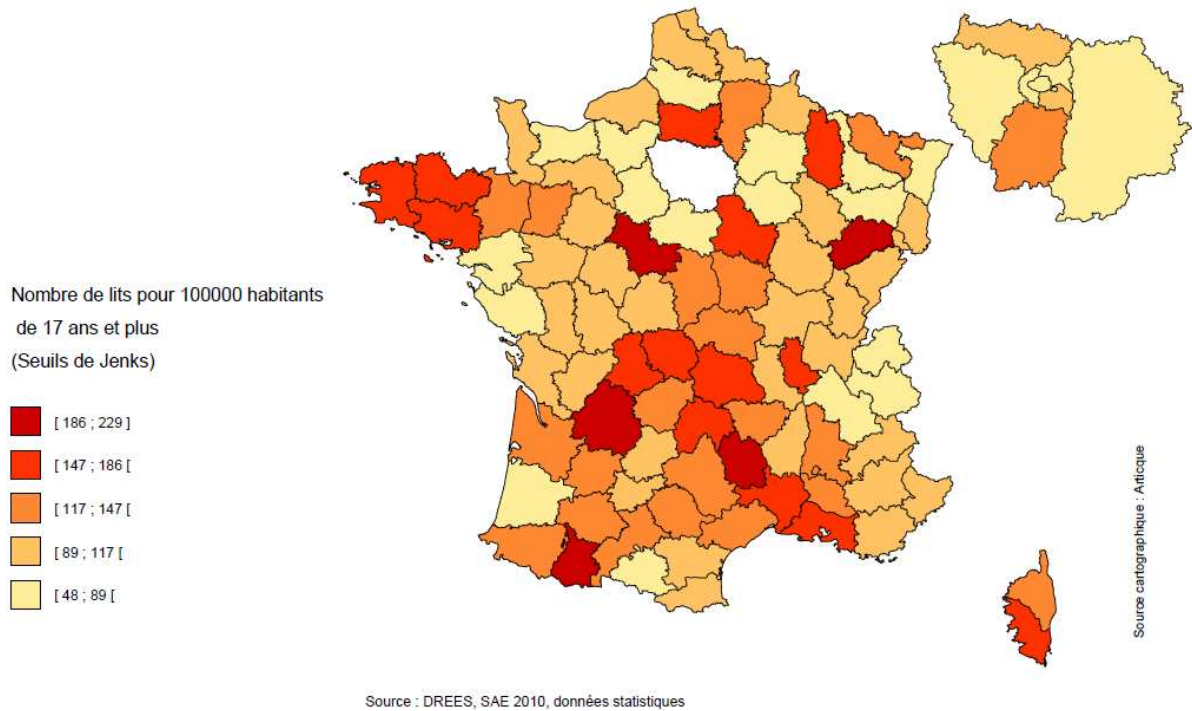 Nombre de lits pour 100000 habitants
de 17 ans et plus
(Seuils de Jenks)
[ 186 ; 229 ]
[ 147 ; 186 [
[ 117 ; 147 [
[ 89 ; 117 [
[ 48 ; 89 [
Source cartographique : Articque
Source : DREES, SAE 2010, données statistiques